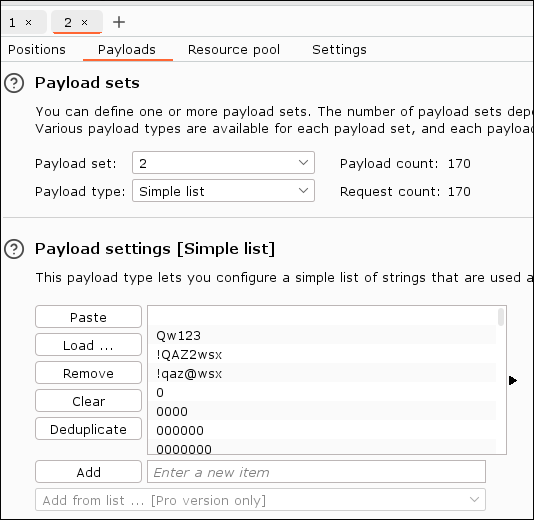 1 × 2 × +
Positions Payloads Resource pool Settings
? Payload sets
You can define one or more payload sets. The number of payload sets depe
Various payload types are available for each payload set, and each payload
Payload set: 2 Payload count: 170
Payload type: Simple list Request count: 170
? Payload settings [Simple list]
This payload type lets you configure a simple list of strings that are used a
Paste
Load ...
Remove
Clear
Deduplicate
Qw123
!QAZ2wsx
!qaz@wsx
0
0000
000000
0000000
Add Enter a new item
Add from list ... [Pro version only]